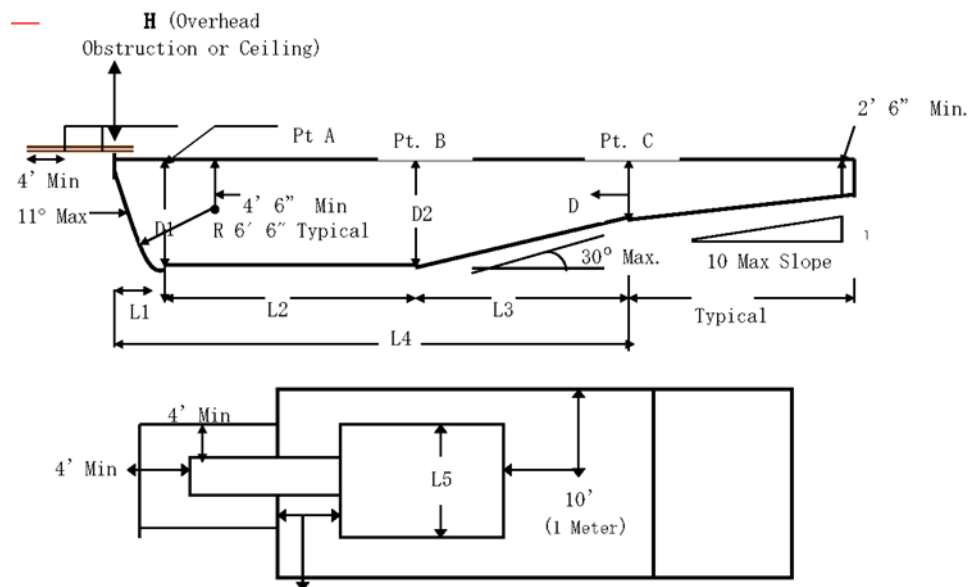 H (Overhead
Obstruction or Ceiling)
2' 6" Min.
Pt A
Pt. B
Pt. C
4' Min
11° Max
D1
4' 6" Min
R 6' 6" Typical
D2
D
30° Max.
1
10 Max Slope
L1
L2
L3
Typical
L4
4' Min
4' Min
L5
10'
(1 Meter)